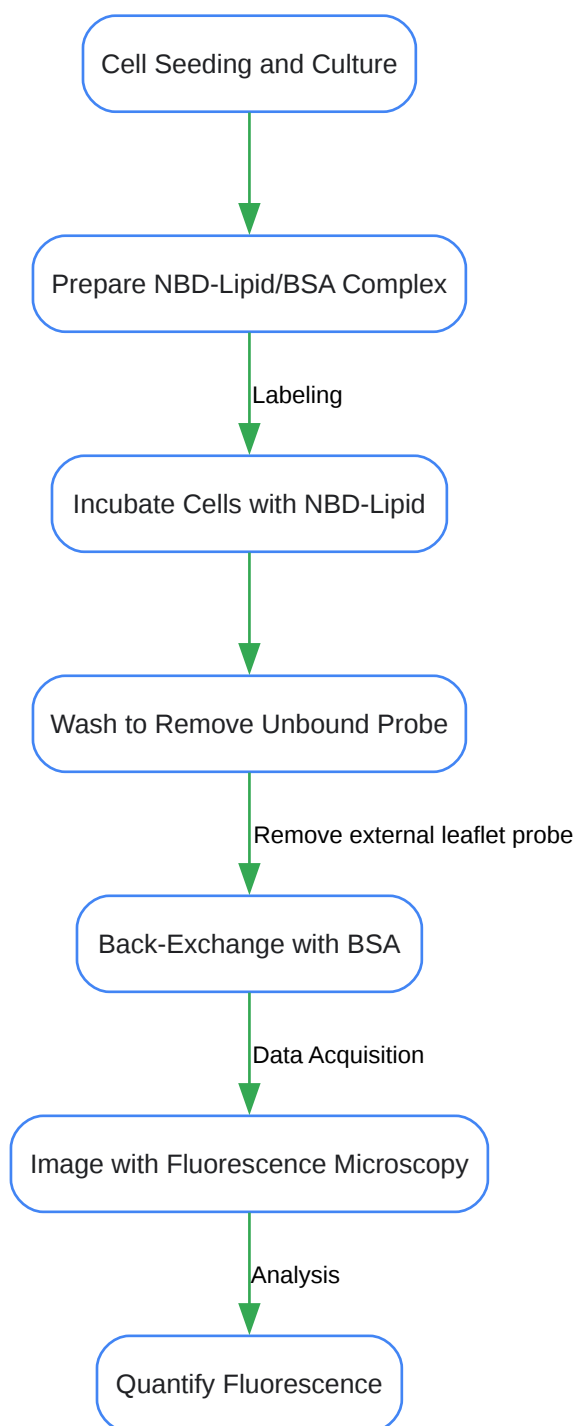 Cell Seeding and Culture
Prepare NBD-Lipid/BSA Complex
Labeling
Incubate Cells with NBD-Lipid
Wash to Remove Unbound Probe
Remove external leaflet probe
Back-Exchange with BSA
Data Acquisition
Image with Fluorescence Microscopy
Analysis
Quantify Fluorescence